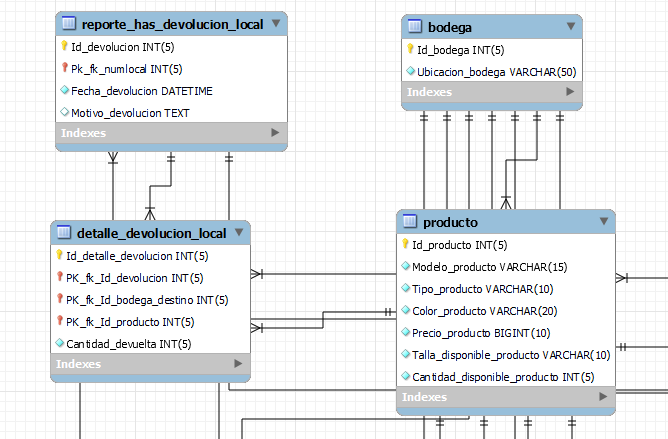 reporte_has_devolucion_local
Id_devolucion INT(5)
Pk_fk_numlocal INT(5)
Fecha_devolucion DATETIME
Motivo_devolucion TEXT
Indexes
bodega
Id_bodega INT(5)
Ubicacion_bodega VARCHAR(50)
Indexes
detalle_devolucion_local
Id_detalle_devolucion INT(5)
PK_fk_Id_devolucion INT(5)
PK_fk_Id_bodega_destino INT(5)
PK_fk_Id_producto INT(5)
Cantidad_devuelta INT(5)
Indexes
producto
Id_producto INT(5)
Modelo_producto VARCHAR(15)
Tipo_producto VARCHAR(10)
Color_producto VARCHAR(20)
Precio_producto BIGINT(10)
Talla_disponible_producto VARCHAR(10)
Cantidad_disponible_producto INT(5)
Indexes